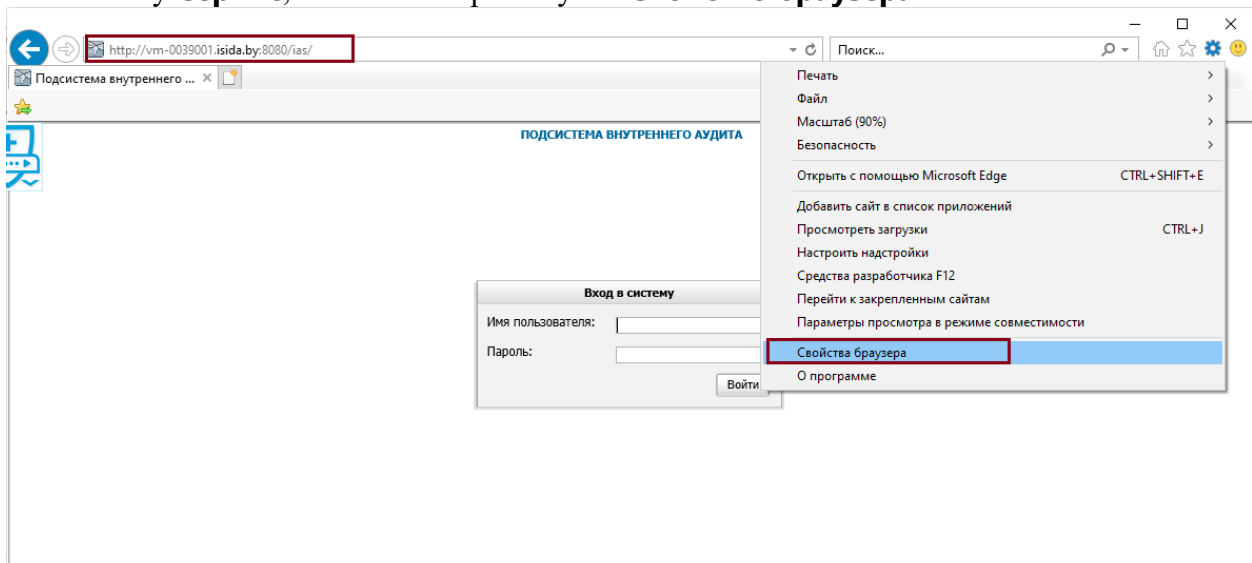 http://vm-0039001.isida.by:8080/ias/
Поиск...
Подсистема внутреннего ...
ПОДСИСТЕМА ВНУТРЕННЕГО АУДИТА
Вход в систему
Имя пользователя:
Пароль:
Войти
Печать
Файл
Масштаб (90%)
Безопасность
Открыть с помощью Microsoft Edge CTRL+SHIFT+E
Добавить сайт в список приложений
Просмотреть загрузки CTRL+J
Настроить надстройки
Средства разработчика F12
Перейти к закрепленным сайтам
Параметры просмотра в режиме совместимости
Свойства браузера
О программе